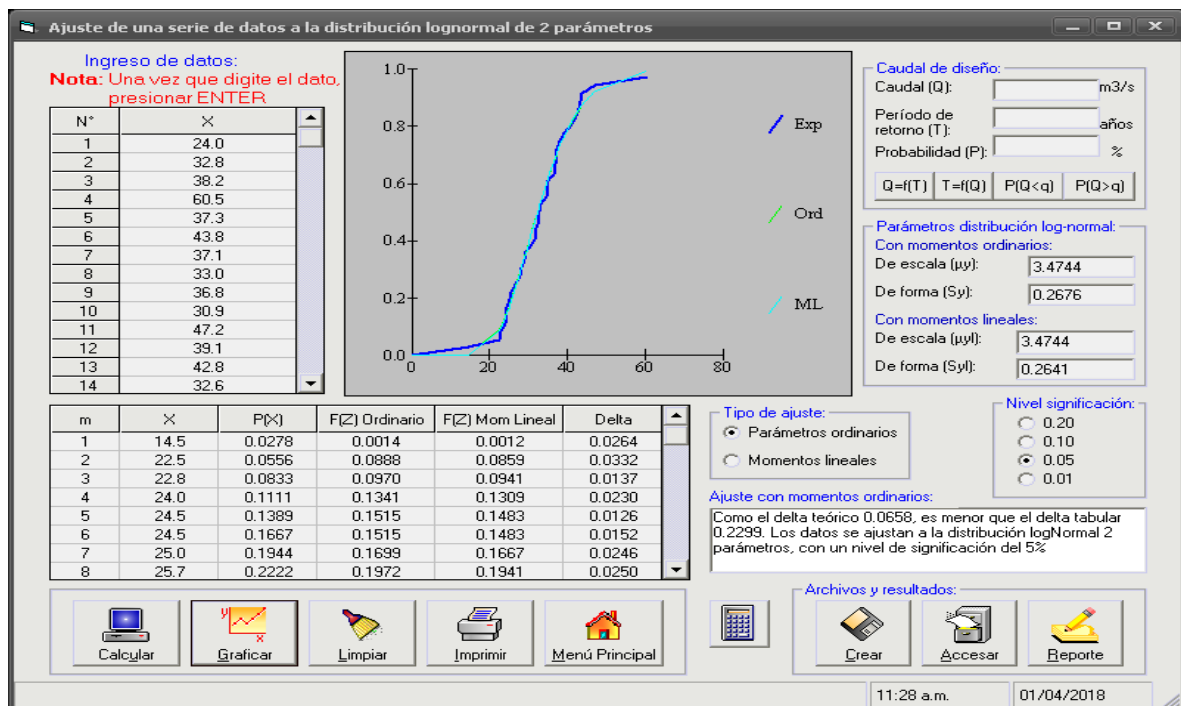 Ajuste de una serie de datos a la distribución lognormal de 2 parámetros
Ingreso de datos:
Nota: Una vez que digite el dato,
presionar ENTER
N° X
1 24.0
2 32.8
3 38.2
4 60.5
5 37.3
6 43.8
7 37.1
8 33.0
9 36.8
10 30.9
11 47.2
12 39.1
13 42.8
14 32.6
1.0
0.8
0.6
0.4
0.2
0.0
0 20 40 60 80
Exp
Ord
ML
Caudal de diseño:
Caudal (Q): m3/s
Período de
retorno (T): años
Probabilidad (P): %
Q=f(T) T=f(Q) P(Q<q) P(Q>q)
Parámetros distribución log-normal:
Con momentos ordinarios:
De escala (μy): 3.4744
De forma (Sy): 0.2676
Con momentos lineales:
De escala (μyl): 3.4744
De forma (Syl): 0.2641
m X P(X) F(Z) Ordinario F(Z) Mom Lineal Delta
1 14.5 0.0278 0.0014 0.0012 0.0264
2 22.5 0.0556 0.0888 0.0859 0.0332
3 22.8 0.0833 0.0970 0.0941 0.0137
4 24.0 0.1111 0.1341 0.1309 0.0230
5 24.5 0.1389 0.1515 0.1483 0.0126
6 24.5 0.1667 0.1515 0.1483 0.0152
7 25.0 0.1944 0.1699 0.1667 0.0246
8 25.7 0.2222 0.1972 0.1941 0.0250
Tipo de ajuste:
Parámetros ordinarios
Momentos lineales
Nivel significación:
0.20
0.10
0.05
0.01
Ajuste con momentos ordinarios:
Como el delta teórico 0.0658, es menor que el delta tabular
0.2299. Los datos se ajustan a la distribución logNormal 2
parámetros, con un nivel de significación del 5%
Calcular Graficar Limpiar Imprimir Menú Principal
Archivos y resultados:
Crear Accesar Reporte
11:28 a.m. 01/04/2018